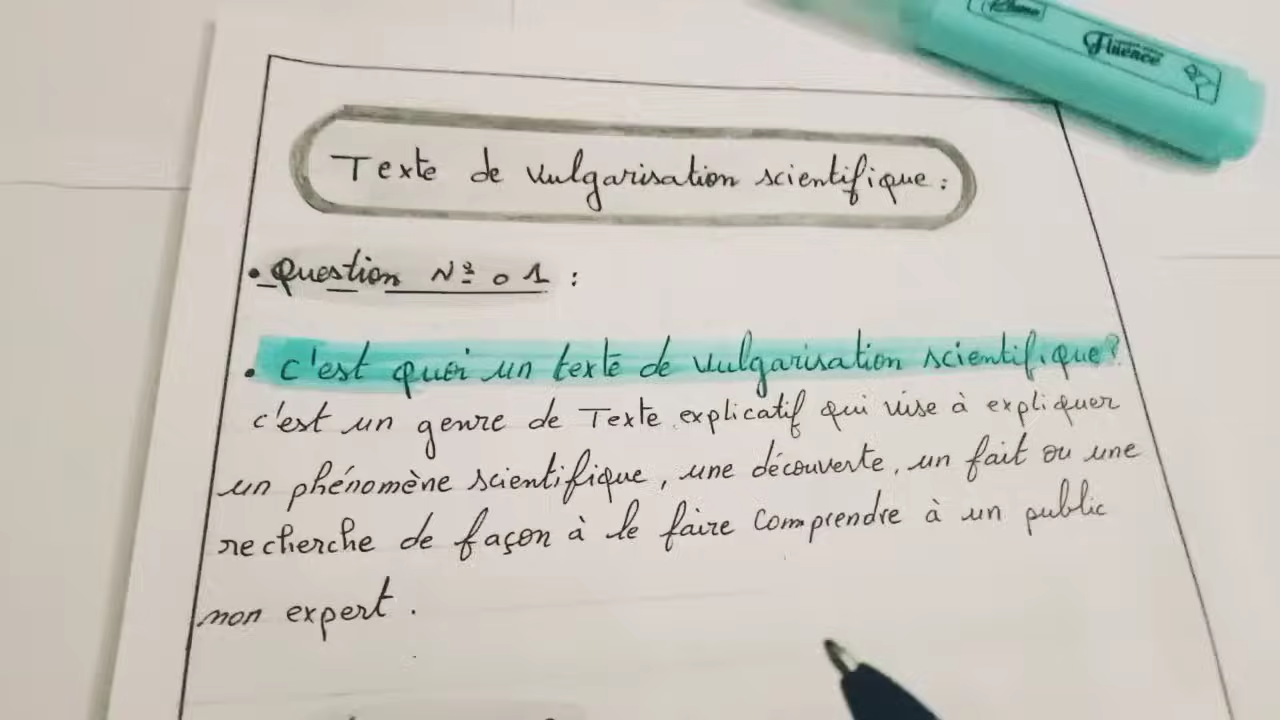 Fluence
Texte de vulgarisation scientifique :
• Question N° 01 :
• c'est quoi un texte de vulgarisation scientifique ?
c'est un genre de Texte explicatif qui vise à expliquer
un phénomène scientifique, une découverte, un fait ou une
recherche de façon à le faire comprendre à un public
non expert.